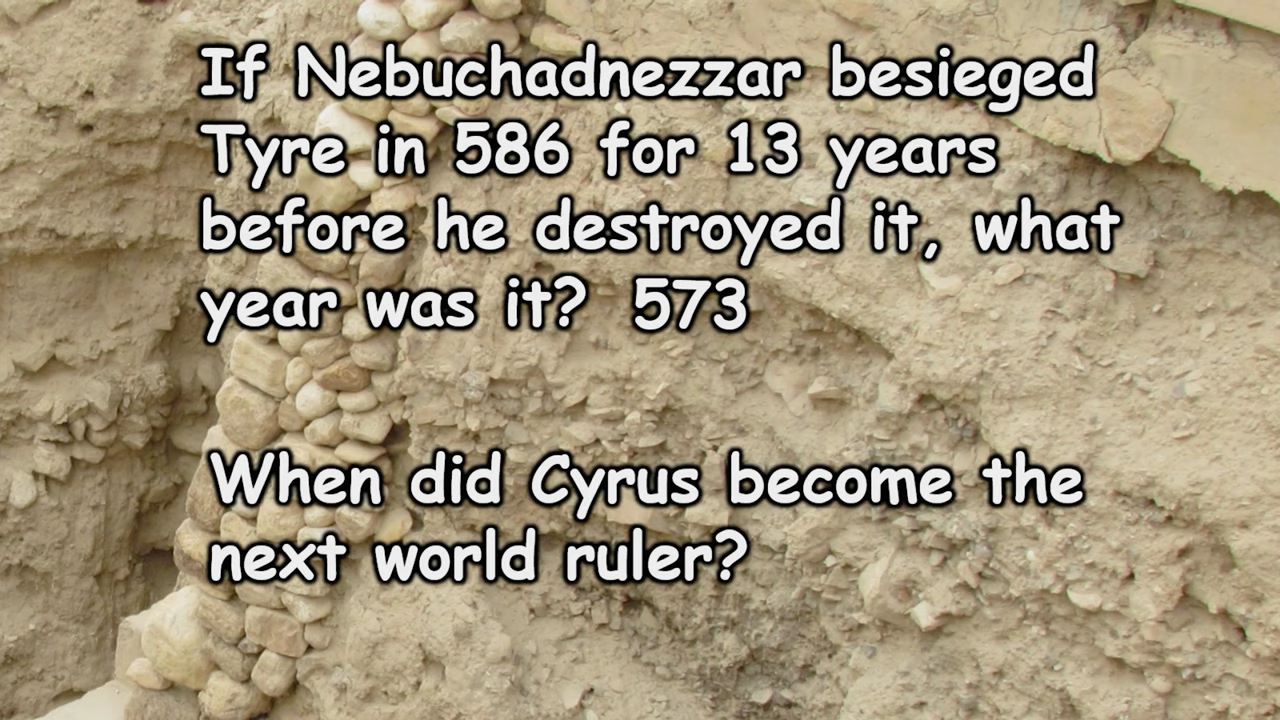 If Nebuchadnezzar besieged
Tyre in 586 for 13 years
before he destroyed it, what
year was it?  573
When did Cyrus become the
next world ruler?